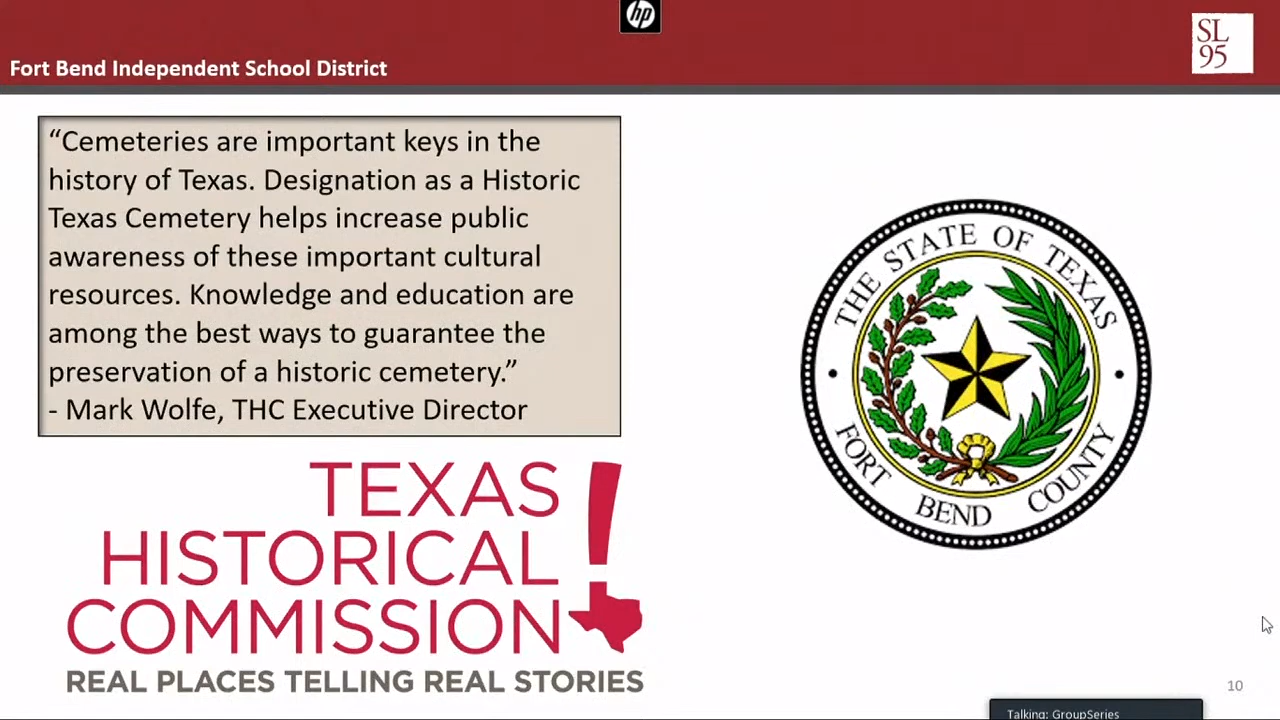 hp
SL
95
Fort Bend Independent School District
“Cemeteries are important keys in the
history of Texas. Designation as a Historic
Texas Cemetery helps increase public
awareness of these important cultural
resources. Knowledge and education are
among the best ways to guarantee the
preservation of a historic cemetery.”
- Mark Wolfe, THC Executive Director
TEXAS
HISTORICAL
COMMISSION
REAL PLACES TELLING REAL STORIES
THE STATE OF TEXAS
FORT BEND COUNTY
10
Talking: GroupSeries